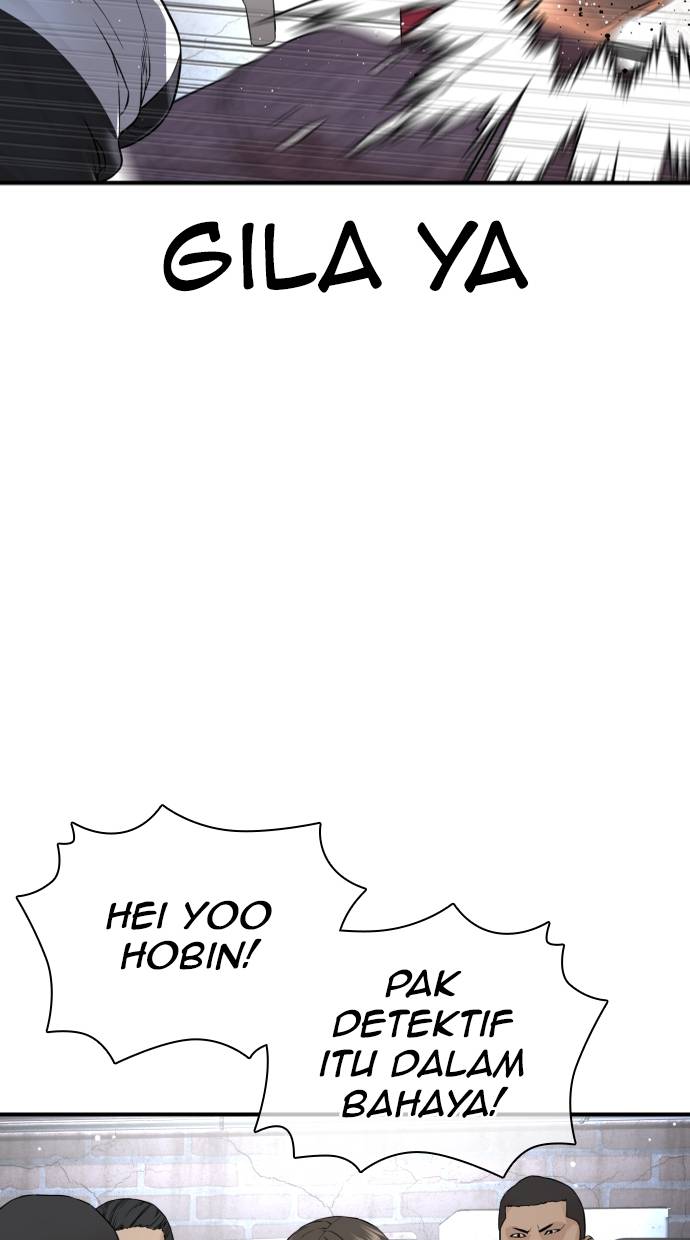 GILA YA
HEI YOO
HOBIN!
PAK
DETEKTIF
ITU DALAM
BAHAYA!